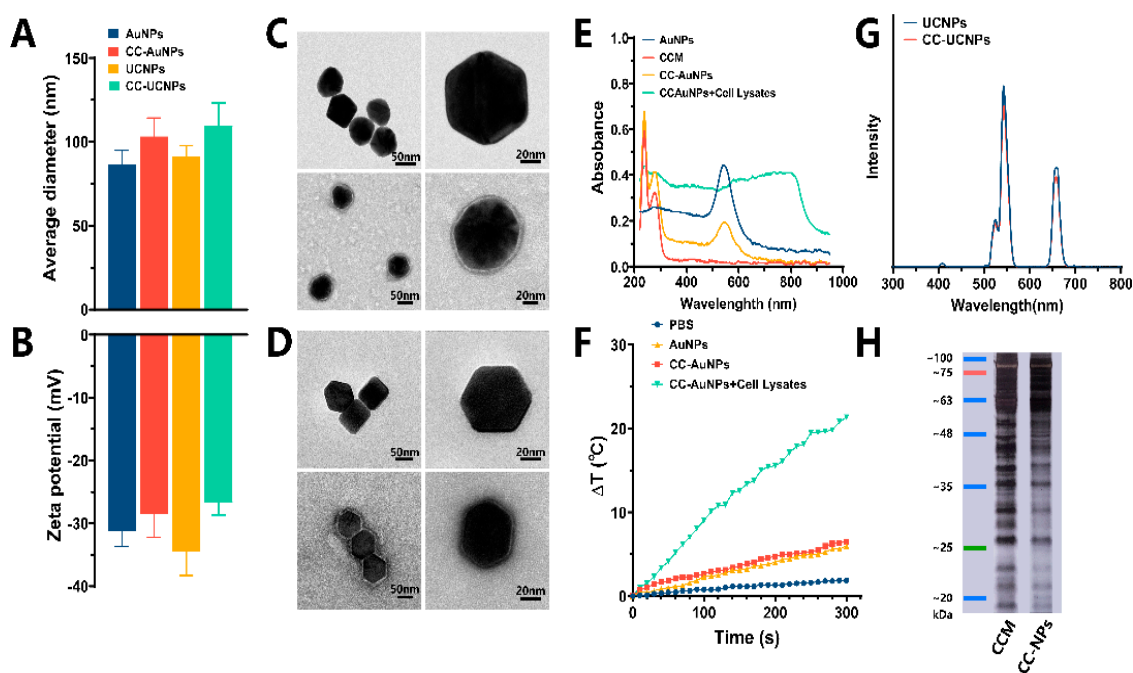 A
AuNPs
CC-AuNPs
UCNPs
CC-UCNPs
150
100
50
0
Average diameter (nm)
B
0
-10
-20
-30
-40
Zeta potential (mV)
C
50nm
20nm
50nm
20nm
D
50nm
20nm
50nm
20nm
E
AuNPs
CCM
CC-AuNPs
CCAuNPs+Cell Lysates
1.0
0.8
0.6
0.4
0.2
0.0
Absobance
200
400
600
800
1000
Wavelenghth (nm)
F
PBS
AuNPs
CC-AuNPs
CC-AuNPs+Cell Lysates
30
20
10
0
ΔT (℃)
0
100
200
300
Time (s)
G
UCNPs
CC-UCNPs
Intensity
300
400
500
600
700
800
Wavelength(nm)
H
~100
~75
~63
~48
~35
~25
~20
kDa
CCM
CC-NPs